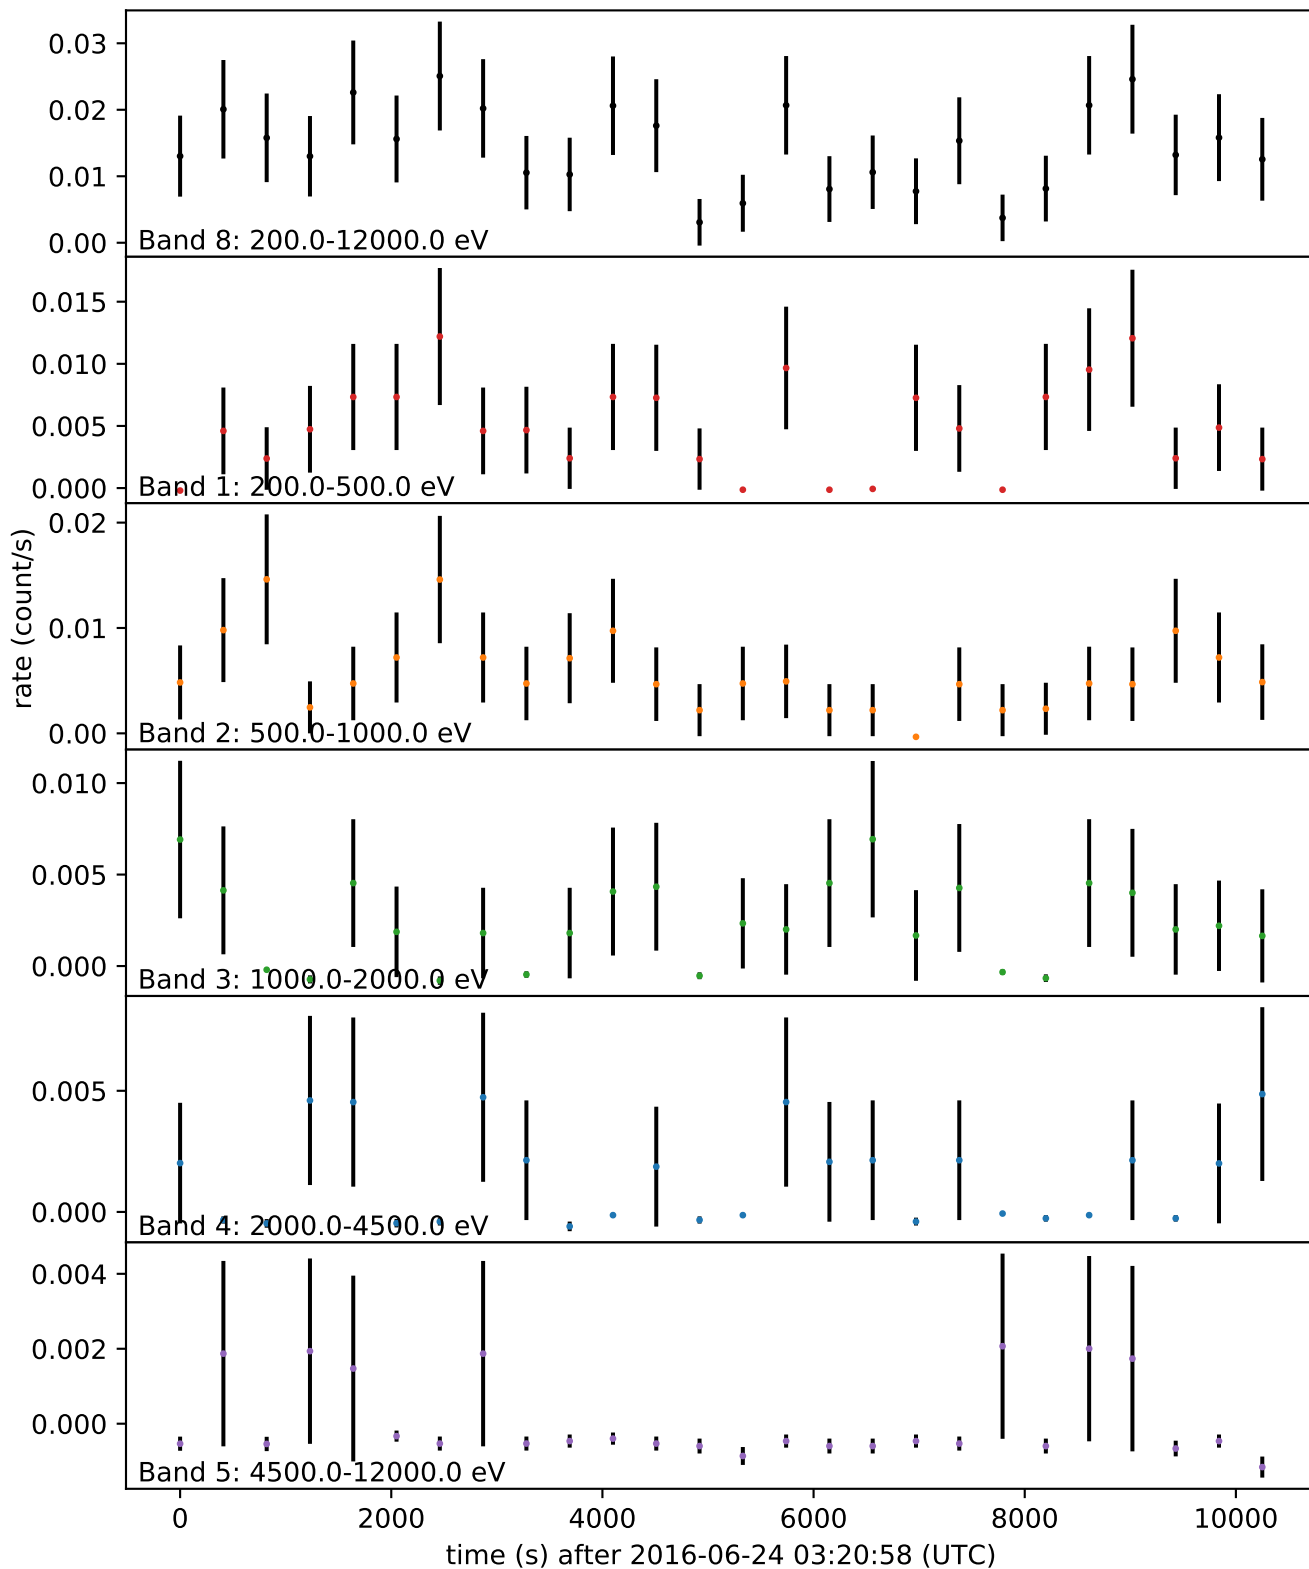 0.03
0.02
0.01
0.00
Band 8: 200.0-12000.0 eV
0.015
0.010
0.005
0.000
Band 1: 200.0-500.0 eV
0.02
0.01
0.00
Band 2: 500.0-1000.0 eV
rate (count/s)
0.010
0.005
0.000
Band 3: 1000.0-2000.0 eV
0.005
0.000
Band 4: 2000.0-4500.0 eV
0.004
0.002
0.000
Band 5: 4500.0-12000.0 eV
0 2000 4000 6000 8000 10000
time (s) after 2016-06-24 03:20:58 (UTC)